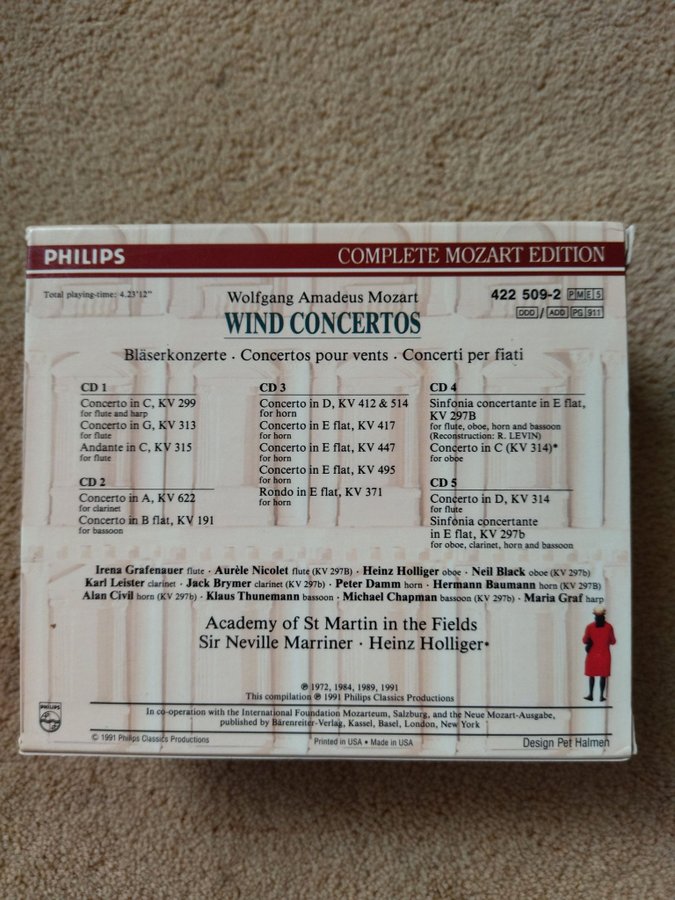 PHILIPS
COMPLETE MOZART EDITION
Total playing-time: 4.23'12"
Wolfgang Amadeus Mozart
422 509-2 PM E 5
WIND CONCERTOS
DDD / ADD PG 911
Bläserkonzerte · Concertos pour vents · Concerti per fiati
CD 1
Concerto in C, KV 299
for flute and harp
Concerto in G, KV 313
for flute
Andante in C, KV 315
for flute
CD 2
Concerto in A, KV 622
for clarinet
Concerto in B flat, KV 191
for bassoon
CD 3
Concerto in D, KV 412 & 514
for horn
Concerto in E flat, KV 417
for horn
Concerto in E flat, KV 447
for horn
Concerto in E flat, KV 495
for horn
Rondo in E flat, KV 371
for horn
CD 4
Sinfonia concertante in E flat,
KV 297B
for flute, oboe, horn and bassoon
(Reconstruction: R. LEVIN)
Concerto in C (KV 314)*
for oboe
CD 5
Concerto in D, KV 314
for flute
Sinfonia concertante
in E flat, KV 297b
for oboe, clarinet, horn and bassoon
Irena Grafenauer flute · Aurèle Nicolet flute (KV 297B) · Heinz Holliger oboe · Neil Black oboe (KV 297b)
Karl Leister clarinet · Jack Brymer clarinet (KV 297b) · Peter Damm horn · Hermann Baumann horn (KV 297B)
Alan Civil horn (KV 297b) · Klaus Thunemann bassoon · Michael Chapman bassoon (KV 297b) · Maria Graf harp
Academy of St Martin in the Fields
Sir Neville Marriner · Heinz Holliger*
℗ 1972, 1984, 1989, 1991
This compilation ℗ 1991 Philips Classics Productions
PHILIPS
In co-operation with the International Foundation Mozarteum, Salzburg, and the Neue Mozart-Ausgabe,
published by Bärenreiter-Verlag, Kassel, Basel, London, New York
© 1991 Philips Classics Productions
Printed in USA • Made in USA
Design Pet Halmen